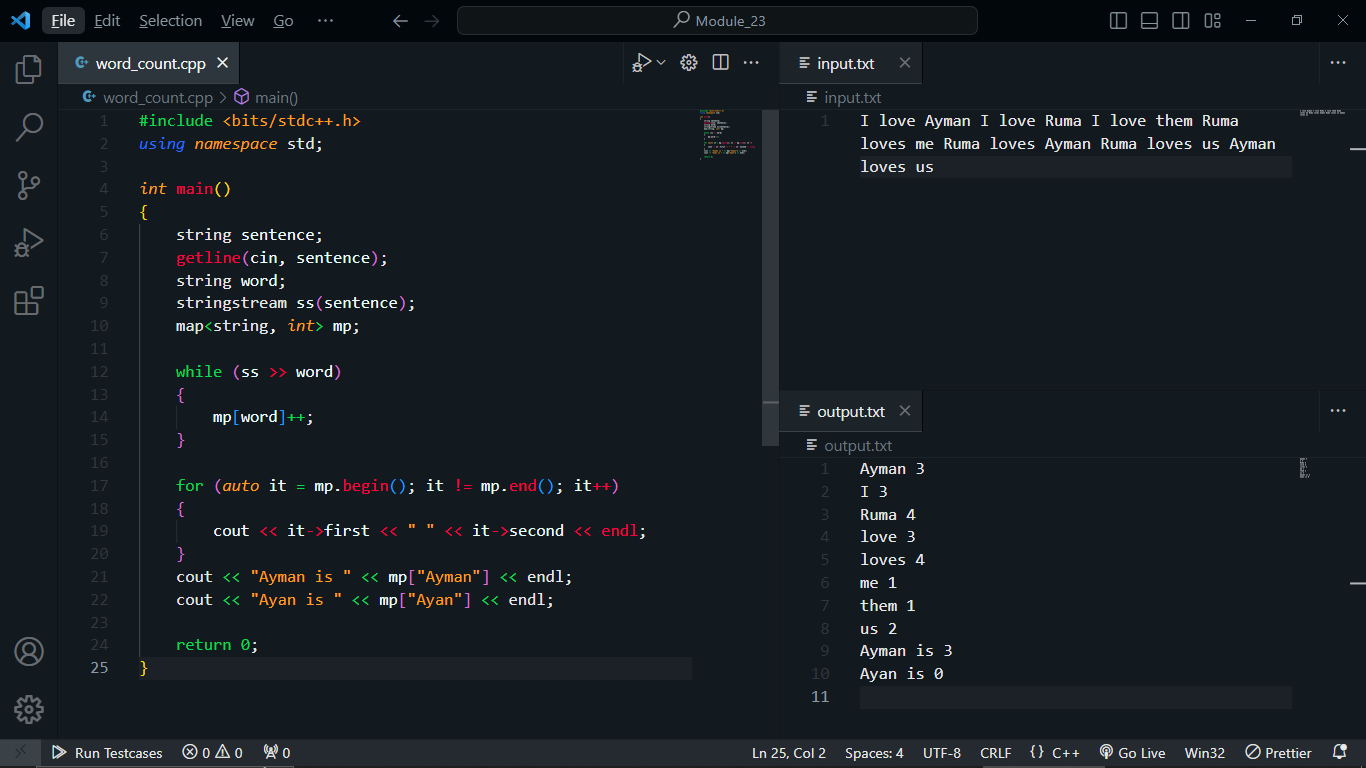 File Edit Selection View Go ··· Module_23
word_count.cpp
word_count.cpp > main()
1 #include <bits/stdc++.h>
2 using namespace std;
3
4 int main()
5 {
6     string sentence;
7     getline(cin, sentence);
8     string word;
9     stringstream ss(sentence);
10     map<string, int> mp;
11
12     while (ss >> word)
13     {
14         mp[word]++;
15     }
16
17     for (auto it = mp.begin(); it != mp.end(); it++)
18     {
19         cout << it->first << " " << it->second << endl;
20     }
21     cout << "Ayman is " << mp["Ayman"] << endl;
22     cout << "Ayan is " << mp["Ayan"] << endl;
23
24     return 0;
25 }
input.txt
input.txt
1 I love Ayman I love Ruma I love them Ruma
loves me Ruma loves Ayman Ruma loves us Ayman
loves us
output.txt
output.txt
1 Ayman 3
2 I 3
3 Ruma 4
4 love 3
5 loves 4
6 me 1
7 them 1
8 us 2
9 Ayman is 3
10 Ayan is 0
11
Run Testcases 0 0 0 Ln 25, Col 2 Spaces: 4 UTF-8 CRLF {} C++ Go Live Win32 Prettier